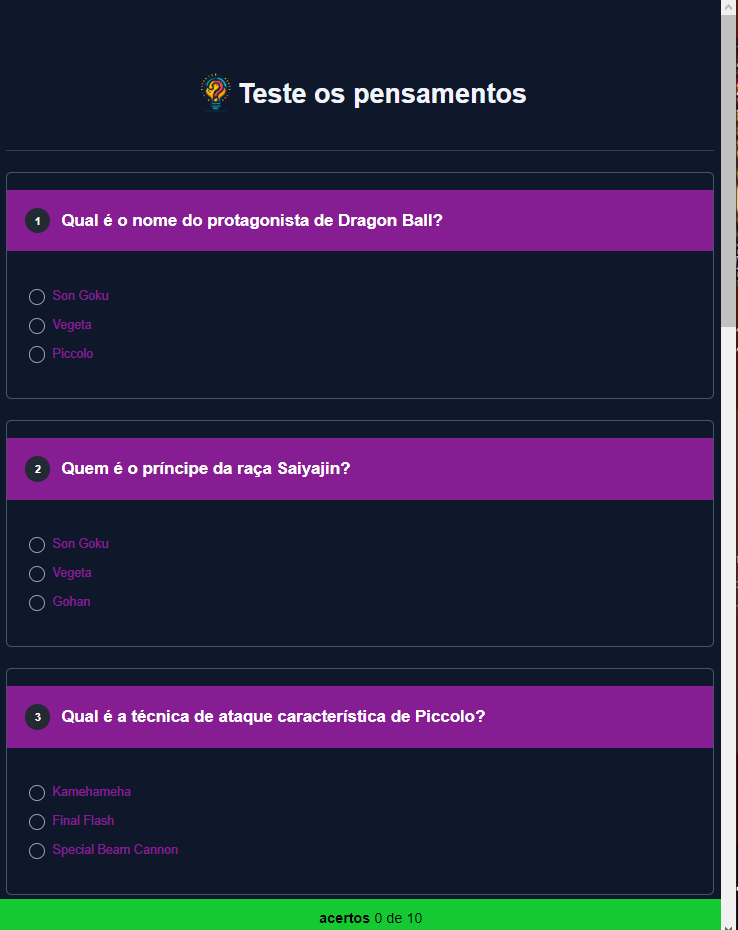 Teste os pensamentos
1 Qual é o nome do protagonista de Dragon Ball?
Son Goku
Vegeta
Piccolo
2 Quem é o príncipe da raça Saiyajin?
Son Goku
Vegeta
Gohan
3 Qual é a técnica de ataque característica de Piccolo?
Kamehameha
Final Flash
Special Beam Cannon
acertos 0 de 10